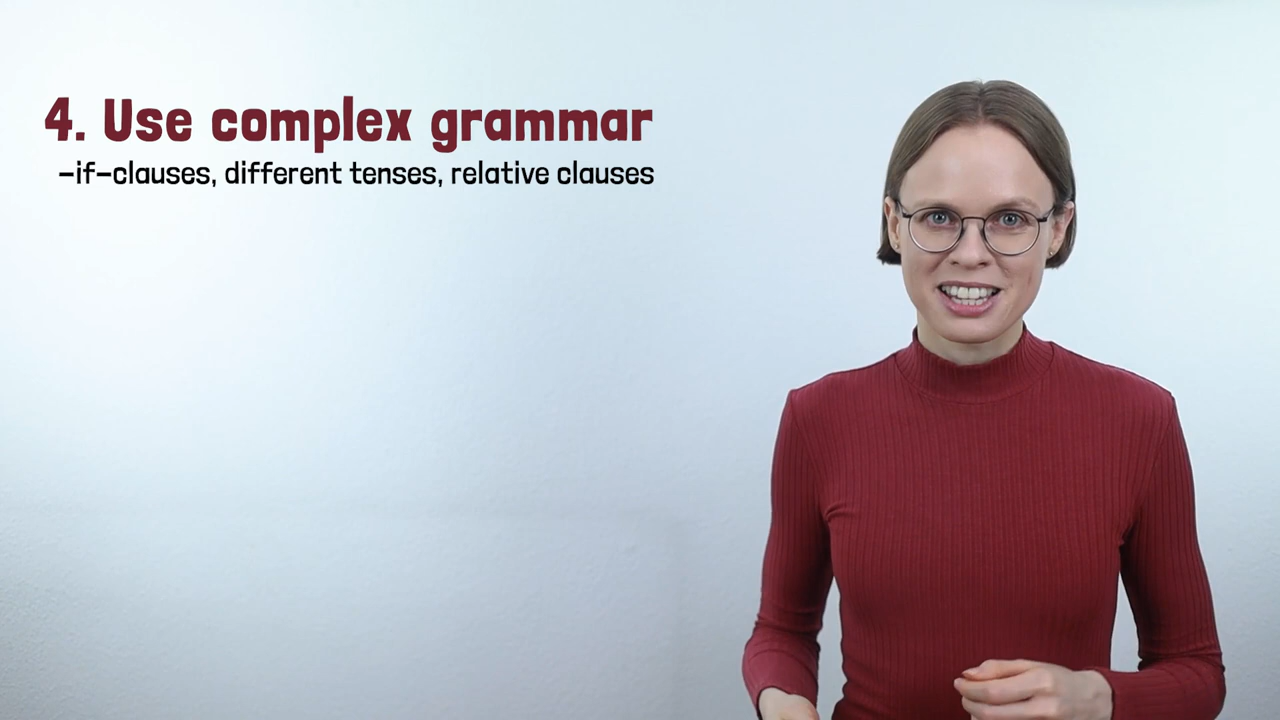 4. Use complex grammar
-if-clauses, different tenses, relative clauses